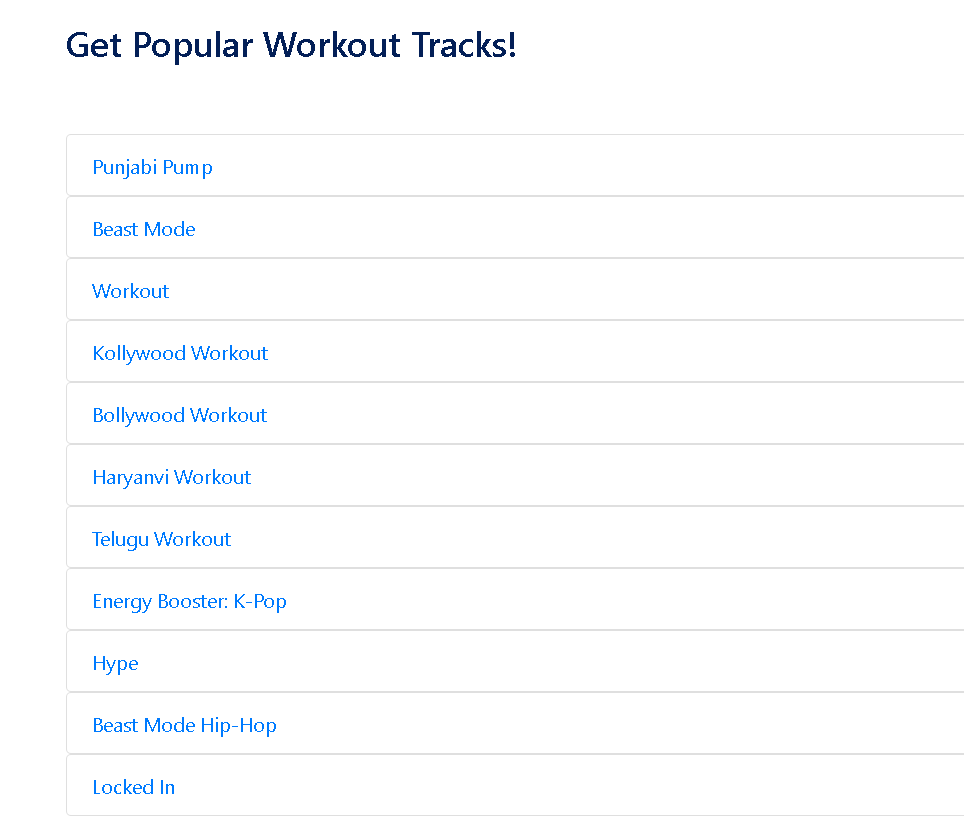 Get Popular Workout Tracks!
Punjabi Pump
Beast Mode
Workout
Kollywood Workout
Bollywood Workout
Haryanvi Workout
Telugu Workout
Energy Booster: K-Pop
Hype
Beast Mode Hip-Hop
Locked In